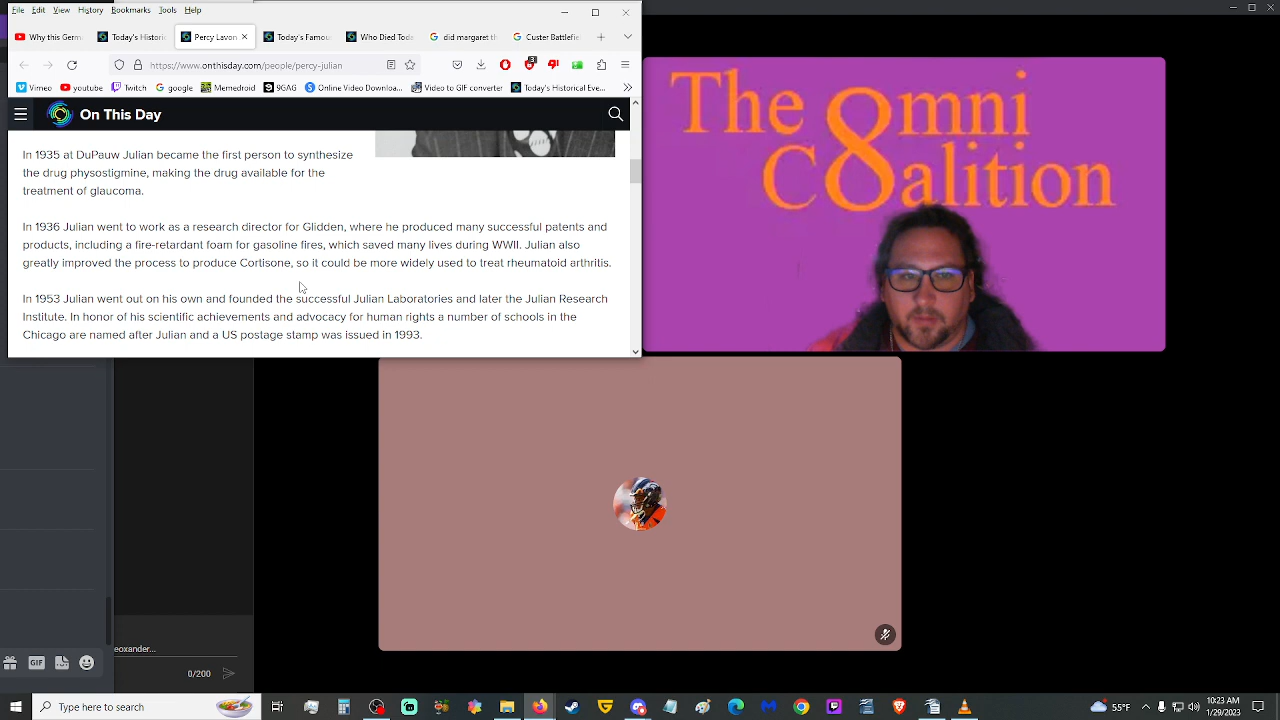 File Edit View History Bookmarks Tools Help
Why this Germ
Today's Historic
Percy Lavon
Today's Famou
Who Died Toda
did margaret th
Custer Battlefie
https://www.onthisday.com/people/percy-julian
Vimeo
youtube
Twitch
google
Memedroid
9GAG
Online Video Downloa...
Video to GIF converter
Today's Historical Eve...
On This Day
In 1935 at DuPauw Julian became the first person to synthesize
the drug physostigmine, making the drug available for the
treatment of glaucoma.
In 1936 Julian went to work as a research director for Glidden, where he produced many successful patents and
products, including a fire-retardant foam for gasoline fires, which saved many lives during WWII. Julian also
greatly improved the process to produce Cortisone, so it could be more widely used to treat rheumatoid arthritis.
In 1953 Julian went out on his own and founded the successful Julian Laboratories and later the Julian Research
Institute. In honor of his scientific achievements and advocacy for human rights a number of schools in the
Chicago are named after Julian and a US postage stamp was issued in 1993.
The 8mni
C8alition
eoxander...
0/200
GIF
Type here to search
55°F
10:23 AM
1/29/2023